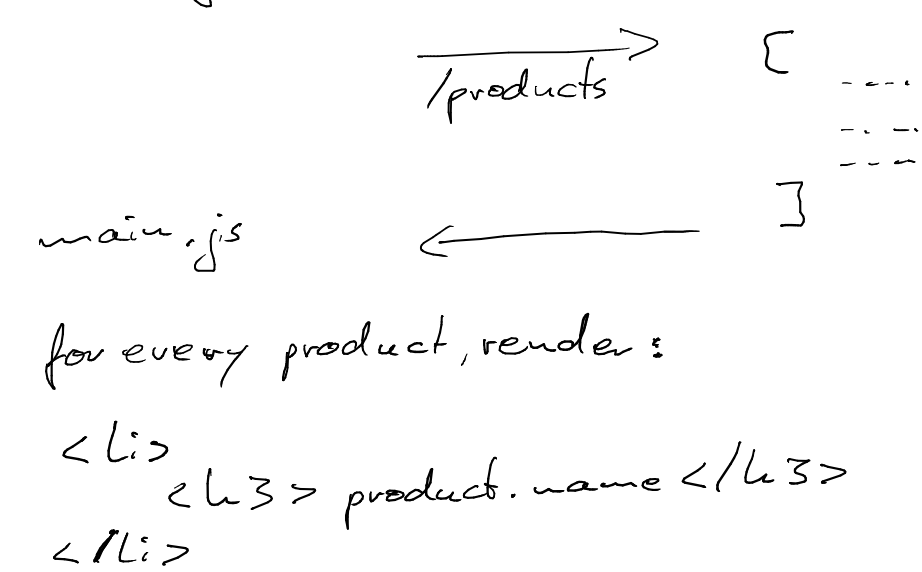 [
/products
]
main.js
for every product, render:
<li>
<h3> product.name </h3>
</li>